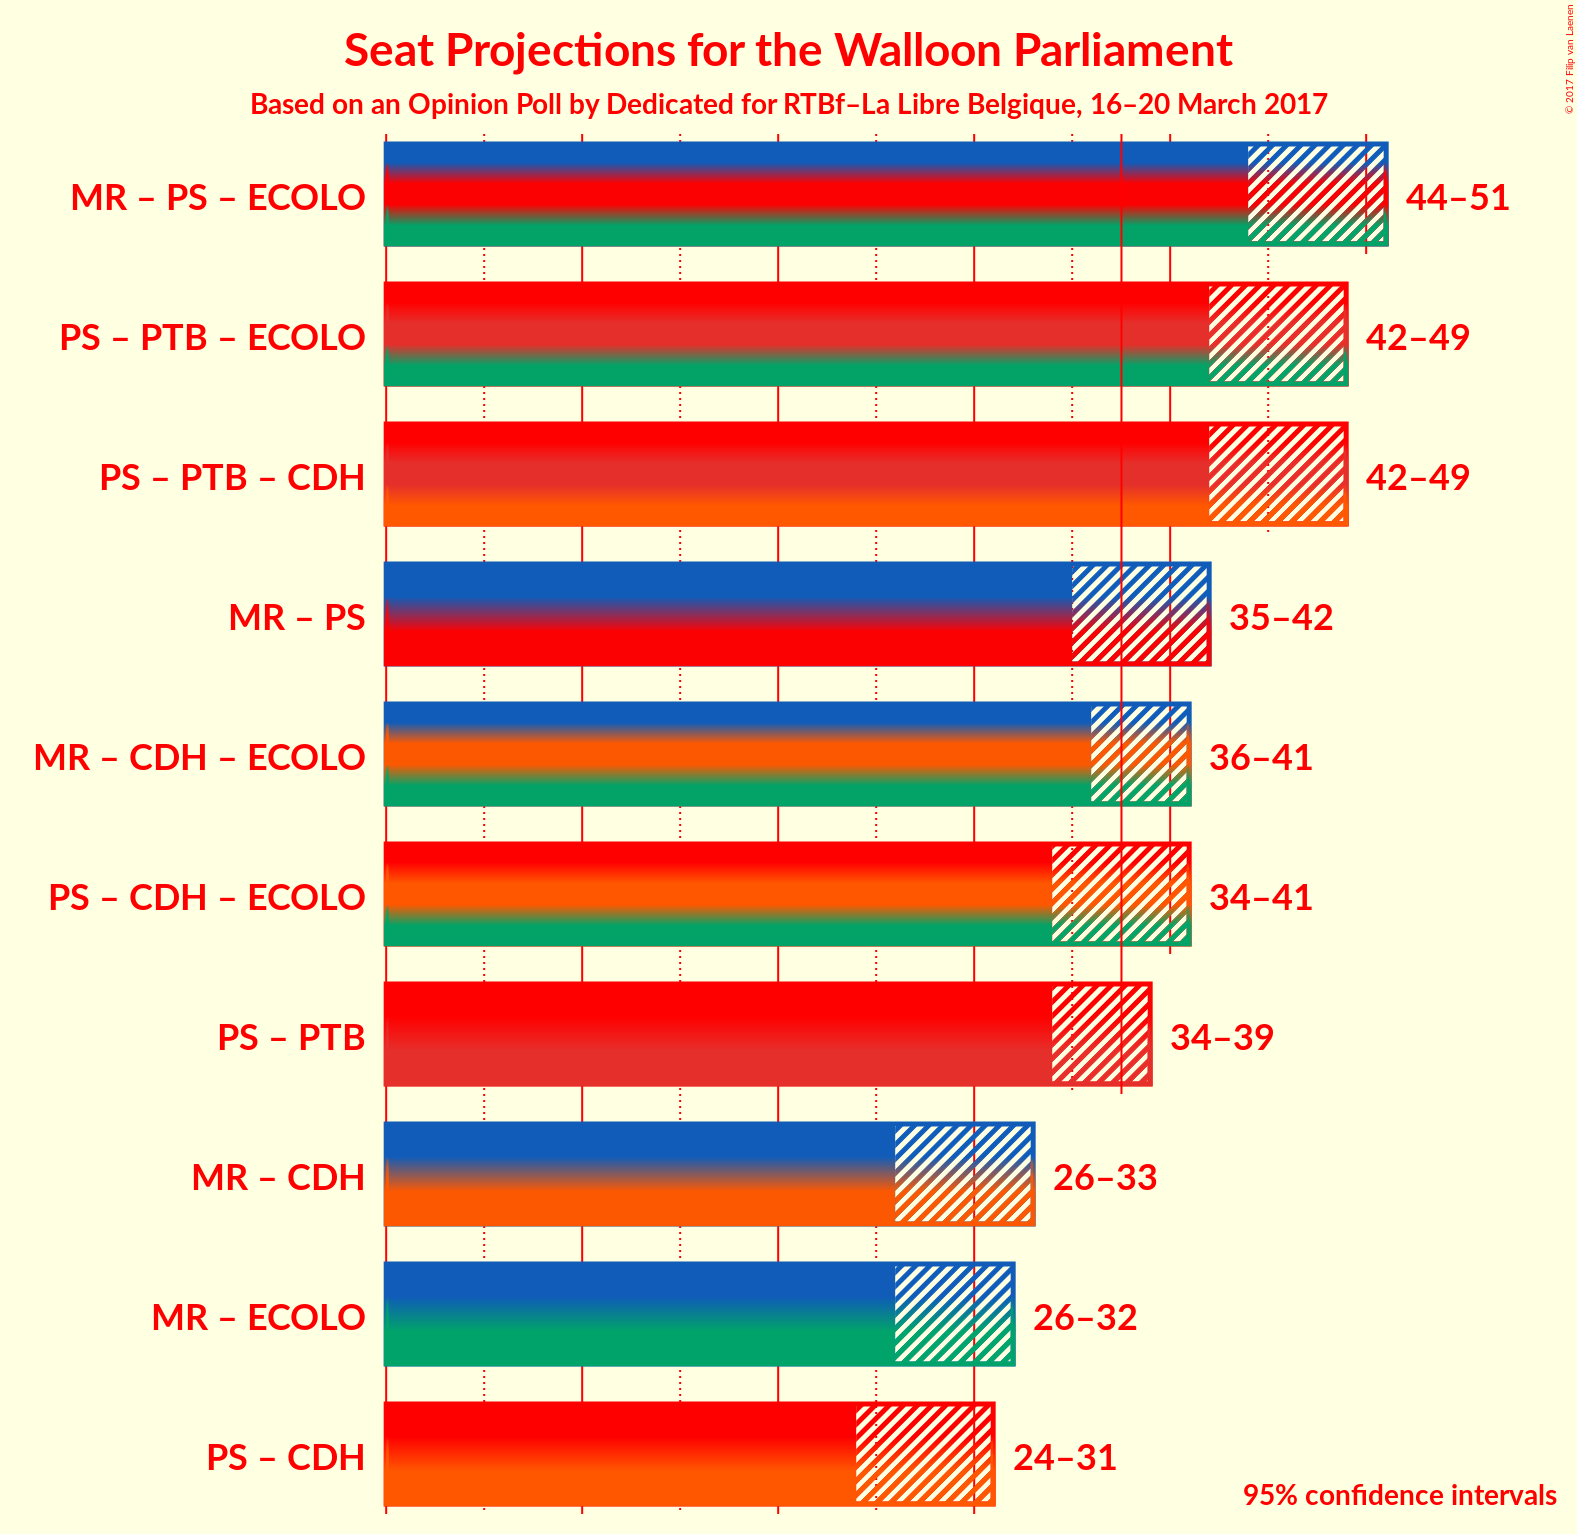 Seat Projections for the Walloon Parliament
Based on an Opinion Poll by Dedicated for RTBf–La Libre Belgique, 16–20 March 2017
© 2017 Filip van Laenen
MR – PS – ECOLO 44–51
PS – PTB – ECOLO 42–49
PS – PTB – CDH 42–49
MR – PS 35–42
MR – CDH – ECOLO 36–41
PS – CDH – ECOLO 34–41
PS – PTB 34–39
MR – CDH 26–33
MR – ECOLO 26–32
PS – CDH 24–31
95% confidence intervals